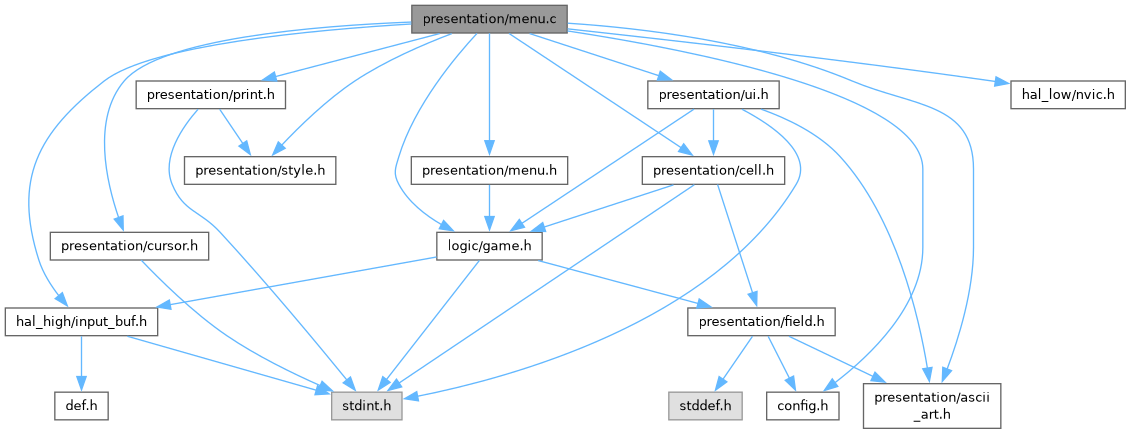 presentation/menu.c
presentation/print.h
presentation/ui.h
hal_low/nvic.h
presentation/style.h
presentation/menu.h
presentation/cell.h
presentation/cursor.h
logic/game.h
hal_high/input_buf.h
presentation/field.h
def.h
stdint.h
stddef.h
config.h
presentation/ascii
_art.h